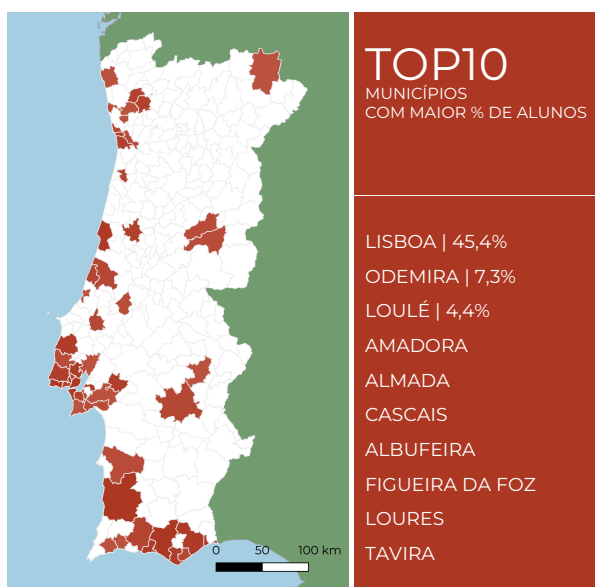 TOP10
MUNICÍPIOS
COM MAIOR % DE ALUNOS
LISBOA | 45,4%
ODEMIRA | 7,3%
LOULÉ | 4,4%
AMADORA
ALMADA
CASCAIS
ALBUFEIRA
FIGUEIRA DA FOZ
LOURES
TAVIRA
0 50 100 km